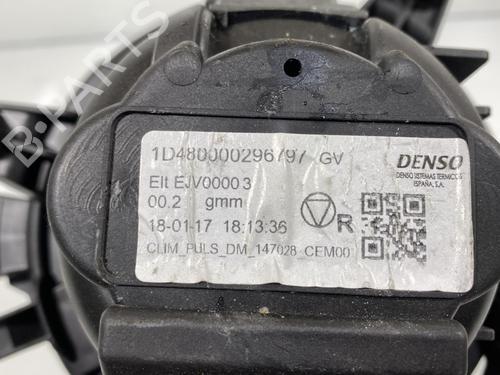 B-PARTS
1D480000296797 GV
DENSO
DENSO SISTEMAS TERMICOS
ESPAÑA, S.A.
Elt EJV00003
00.2 gmm
18-01-17 18:13:36
R
CLIM_PULS_DM_147028_CEM00